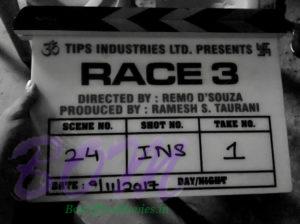 ॐ TIPS INDUSTRIES LTD. PRESENTS 卐
RACE 3
DIRECTED BY : REMO D'SOUZA
PRODUCED BY : RAMESH S. TAURANI
SCENE NO. SHOT NO. TAKE NO.
24 INS 1
DATE : 9/11/2017 DAY/NIGHT